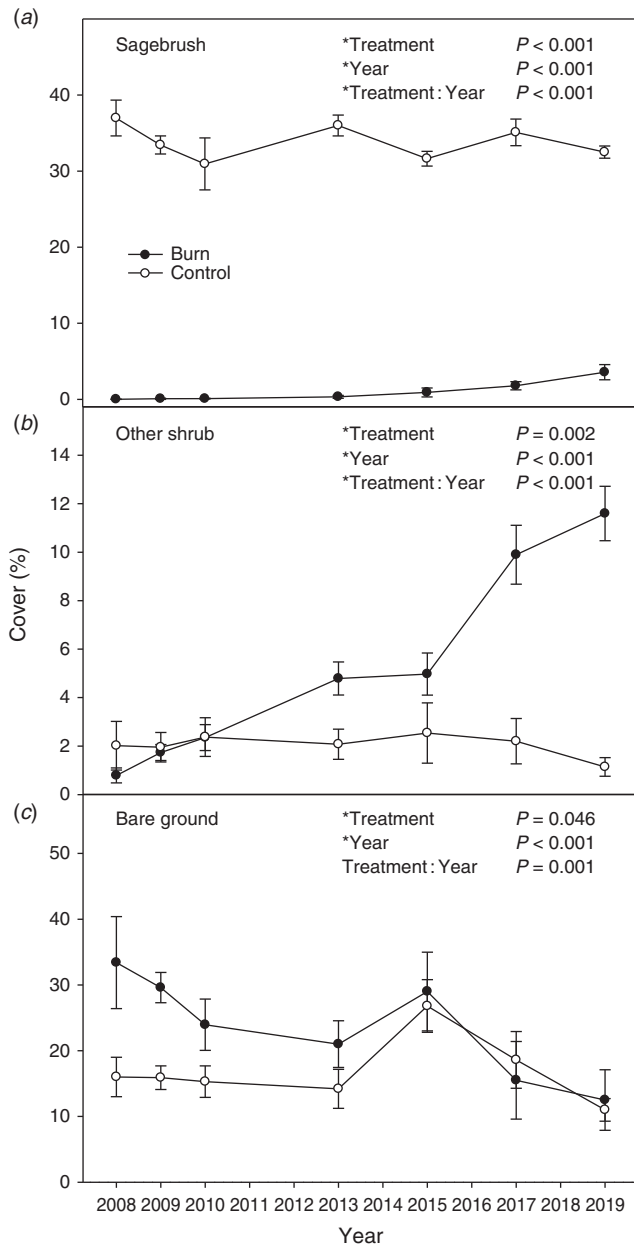 (a)
Sagebrush
*Treatment P < 0.001
*Year P < 0.001
*Treatment : Year P < 0.001
40
30
20
10
0
Burn
Control
(b)
Other shrub
*Treatment P = 0.002
*Year P < 0.001
*Treatment : Year P < 0.001
14
12
10
8
6
4
2
0
Cover (%)
(c)
Bare ground
*Treatment P = 0.046
*Year P < 0.001
Treatment : Year P = 0.001
50
40
30
20
10
0
2008 2009 2010 2011 2012 2013 2014 2015 2016 2017 2018 2019
Year